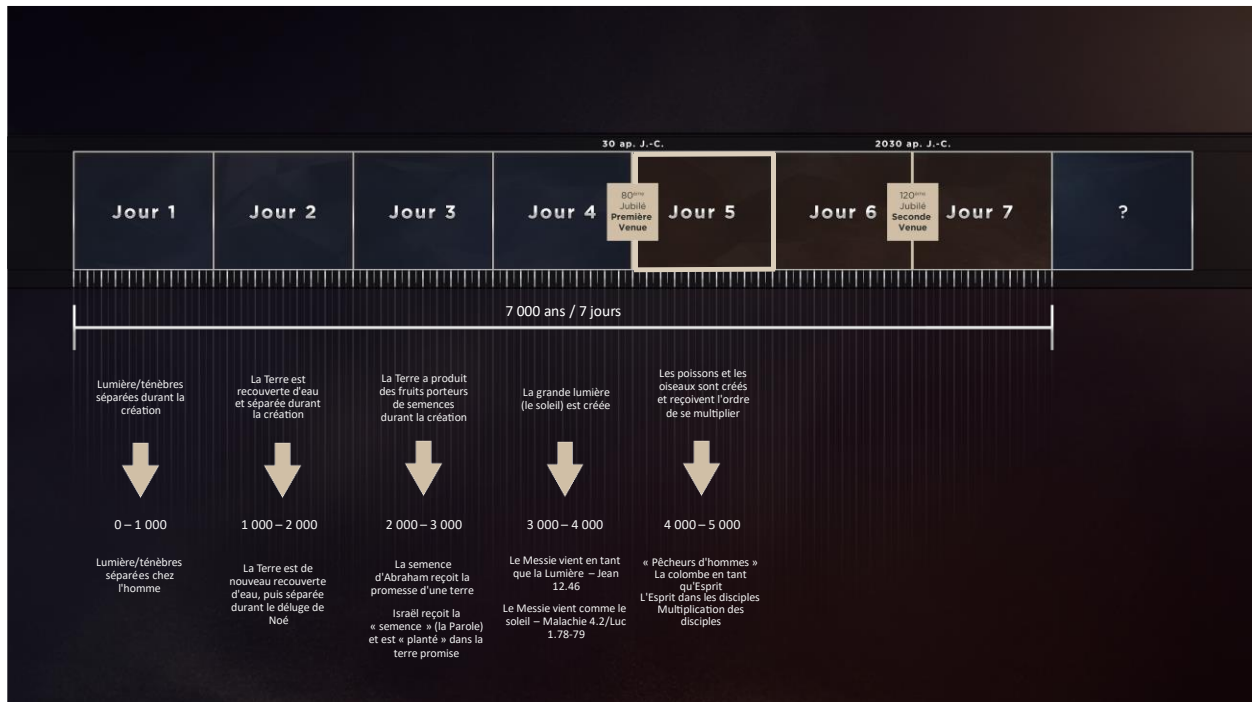 30 ap. J.-C.
2030 ap. J.-C.
Jour 1
Jour 2
Jour 3
Jour 4
80ème
Jubilé
Première
Venue
Jour 5
Jour 6
120ème
Jubilé
Seconde
Venue
Jour 7
?
7 000 ans / 7 jours
Lumière/ténèbres
séparées durant la
création
La Terre est
recouverte d'eau
et séparée durant
la création
La Terre a produit
des fruits porteurs
de semences
durant la création
La grande lumière
(le soleil) est créée
Les poissons et les
oiseaux sont créés
et reçoivent l'ordre
de se multiplier
0 – 1 000
1 000 – 2 000
2 000 – 3 000
3 000 – 4 000
4 000 – 5 000
Lumière/ténèbres
séparées chez
l'homme
La Terre est de
nouveau recouverte
d'eau, puis séparée
durant le déluge de
Noé
La semence
d'Abraham reçoit la
promesse d'une terre
Israël reçoit la
« semence » (la Parole)
et est « planté » dans la
terre promise
Le Messie vient en tant
que la Lumière – Jean
12.46
Le Messie vient comme le
soleil – Malachie 4.2/Luc
1.78-79
« Pêcheurs d'hommes »
La colombe en tant
qu'Esprit
L'Esprit dans les disciples
Multiplication des
disciples